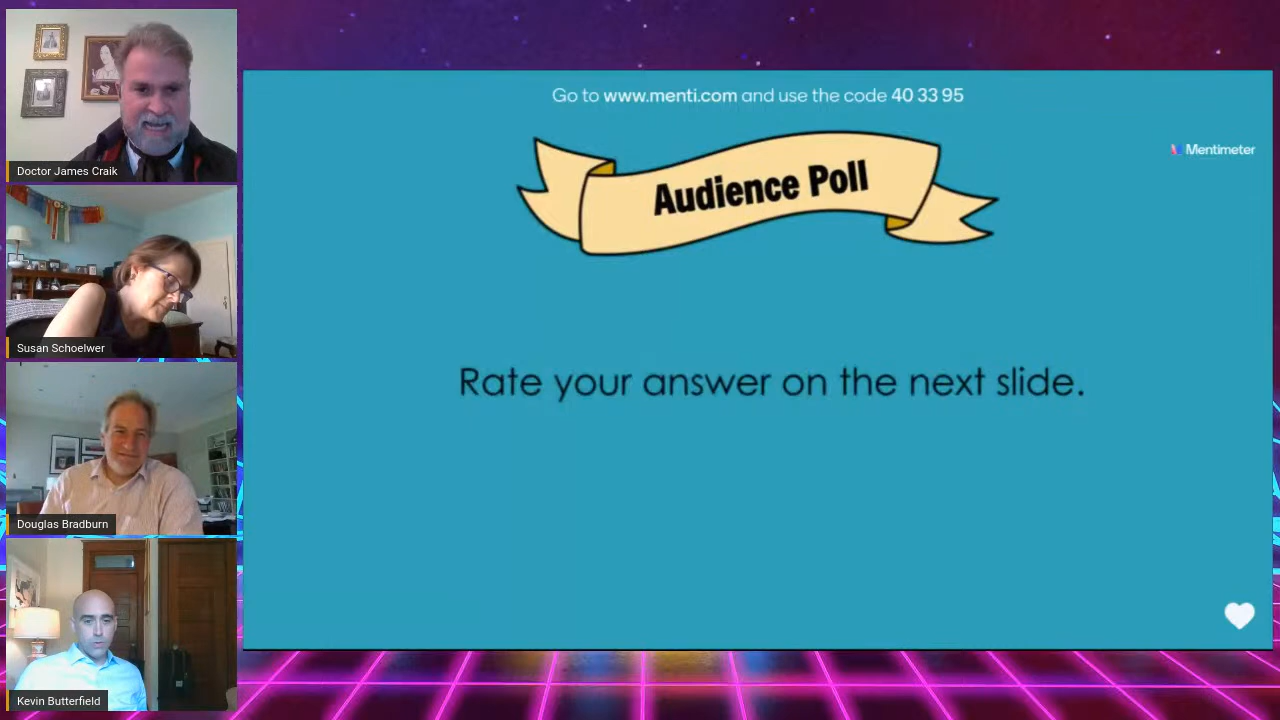 Doctor James Craik
Susan Schoelwer
Douglas Bradburn
Kevin Butterfield
Go to www.menti.com and use the code 40 33 95
Mentimeter
Audience Poll
Rate your answer on the next slide.